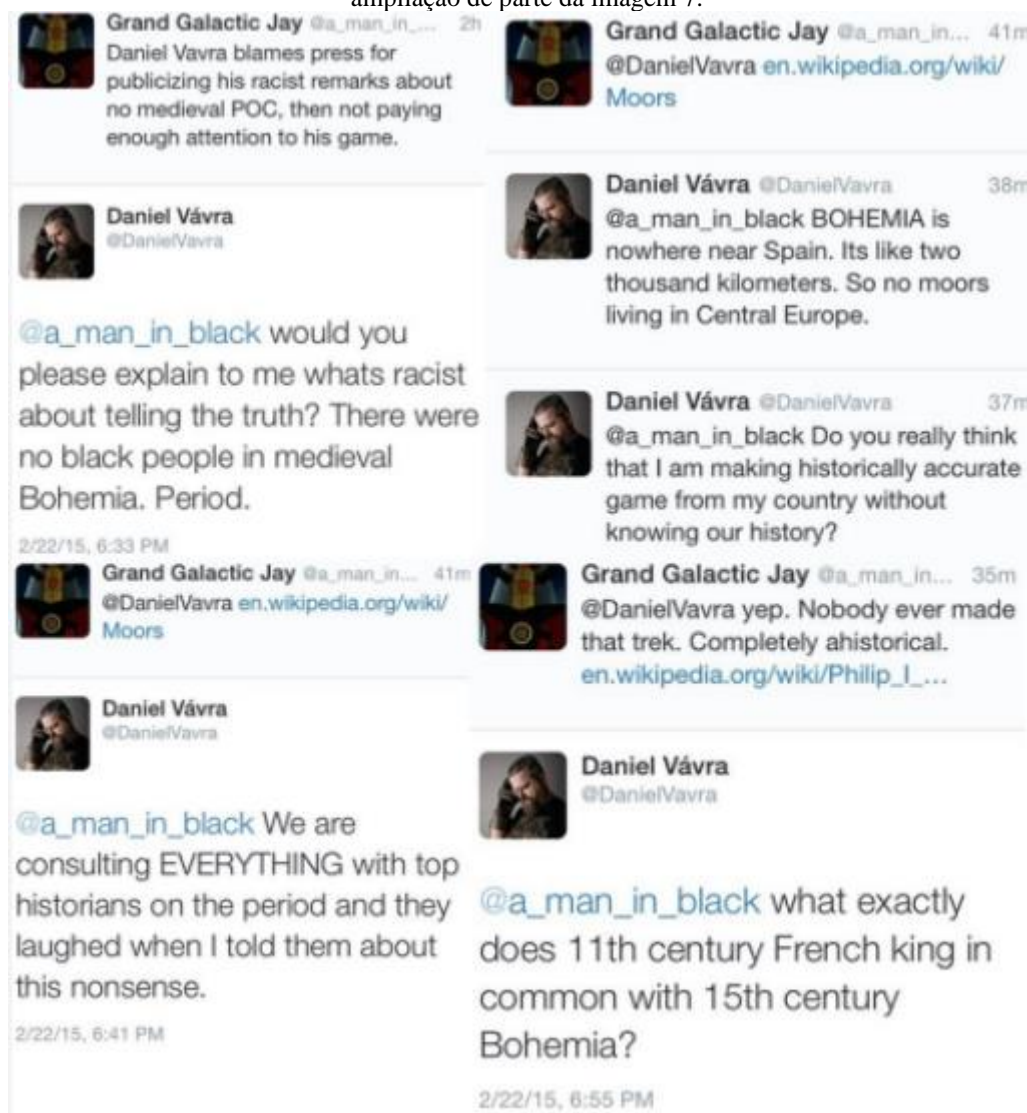 ampliação de parte da imagem 7.
Grand Galactic Jay @a_man_in_... 2h
Daniel Vavra blames press for
publicizing his racist remarks about
no medieval POC, then not paying
enough attention to his game.
Daniel Vávra
@DanielVavra
@a_man_in_black would you
please explain to me whats racist
about telling the truth? There were
no black people in medieval
Bohemia. Period.
2/22/15, 6:33 PM
Grand Galactic Jay @a_man_in... 41m
@DanielVavra en.wikipedia.org/wiki/
Moors
Daniel Vávra
@DanielVavra
@a_man_in_black We are
consulting EVERYTHING with top
historians on the period and they
laughed when I told them about
this nonsense.
2/22/15, 6:41 PM
Grand Galactic Jay @a_man_in... 41m
@DanielVavra en.wikipedia.org/wiki/
Moors
Daniel Vávra @DanielVavra 38m
@a_man_in_black BOHEMIA is
nowhere near Spain. Its like two
thousand kilometers. So no moors
living in Central Europe.
Daniel Vávra @DanielVavra 37m
@a_man_in_black Do you really think
that I am making historically accurate
game from my country without
knowing our history?
Grand Galactic Jay @a_man_in... 35m
@DanielVavra yep. Nobody ever made
that trek. Completely ahistorical.
en.wikipedia.org/wiki/Philip_I_...
Daniel Vávra
@DanielVavra
@a_man_in_black what exactly
does 11th century French king in
common with 15th century
Bohemia?
2/22/15, 6:55 PM